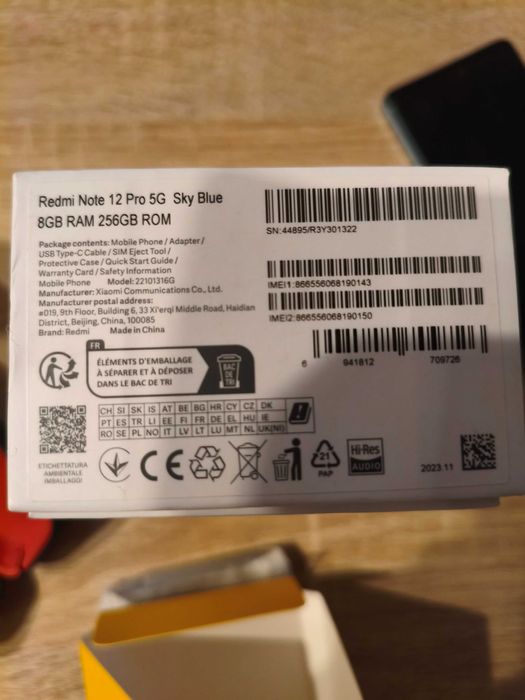 Redmi Note 12 Pro 5G Sky Blue
8GB RAM 256GB ROM
Package contents: Mobile Phone / Adapter /
USB Type-C Cable / SIM Eject Tool /
Protective Case / Quick Start Guide /
Warranty Card / Safety Information
Mobile Phone Model: 22101316G
Manufacturer: Xiaomi Communications Co., Ltd.
Manufacturer postal address:
#019, 9th Floor, Building 6, 33 Xi'erqi Middle Road, Haidian
District, Beijing, China, 100085
Brand: Redmi Made in China
SN: 44895/R3Y301322
IMEI1: 866556068190143
IMEI2: 866556068190150
6 941812 709726
FR
ÉLÉMENTS D'EMBALLAGE
À SÉPARER ET À DÉPOSER
DANS LE BAC DE TRI
BAC
DE
TRI
CH SI SK IS AT BE BG HR CY CZ DK
PT ES TR LI EE FI FR DE EL HU IE
RO SE PL NO IT LV LT LU MT NL UK(NI)
ETICHETTATURA
AMBIENTALE
IMBALLAGGI
CE
21
PAP
Hi-Res
AUDIO
2023.11